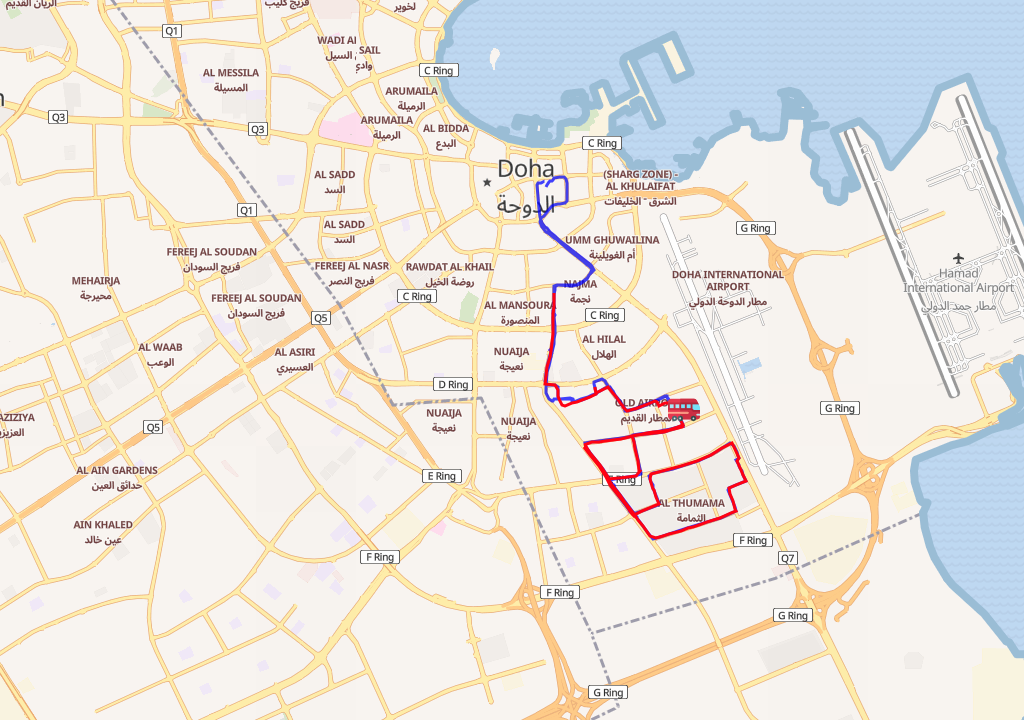 الريان القديم
فريج كليب
لخوير
Q1
WADI AL SAIL
وادي السيل
C Ring
AL MESSILA
المسيلة
ARUMAILA
الرميلة
Q3
Q3
ARUMAILA
الرميلة
AL BIDDA
البدع
C Ring
Doha
الدوحة
AL SADD
السد
(SHARG ZONE) -
AL KHULAIFAT
الشرق - الخليفات
Q1
AL SADD
السد
G Ring
UMM GHUWAILINA
أم الغويلينة
FEREEJ AL SOUDAN
فريج السودان
FEREEJ AL NASR
فريج النصر
RAWDAT AL KHAIL
روضة الخيل
DOHA INTERNATIONAL
AIRPORT
مطار الدوحة الدولي
Hamad
International Airport
مطار حمد الدولي
MEHAIRJA
محيرجة
NAJMA
نجمة
C Ring
FEREEJ AL SOUDAN
فريج السودان
AL MANSOURA
المنصورة
Q5
C Ring
AL WAAB
الوعب
AL ASIRI
العسيري
NUAIJA
نعيجة
AL HILAL
الهلال
D Ring
NUAIJA
نعيجة
NUAIJA
نعيجة
OLD AIRPO
المطار القديم
G Ring
AZIZIYA
العزيزي
Q5
AL AIN GARDENS
حدائق العين
E Ring
Ring
AL THUMAMA
الثمامة
AIN KHALED
عين خالد
F Ring
F Ring
Q7
F Ring
G Ring
G Ring